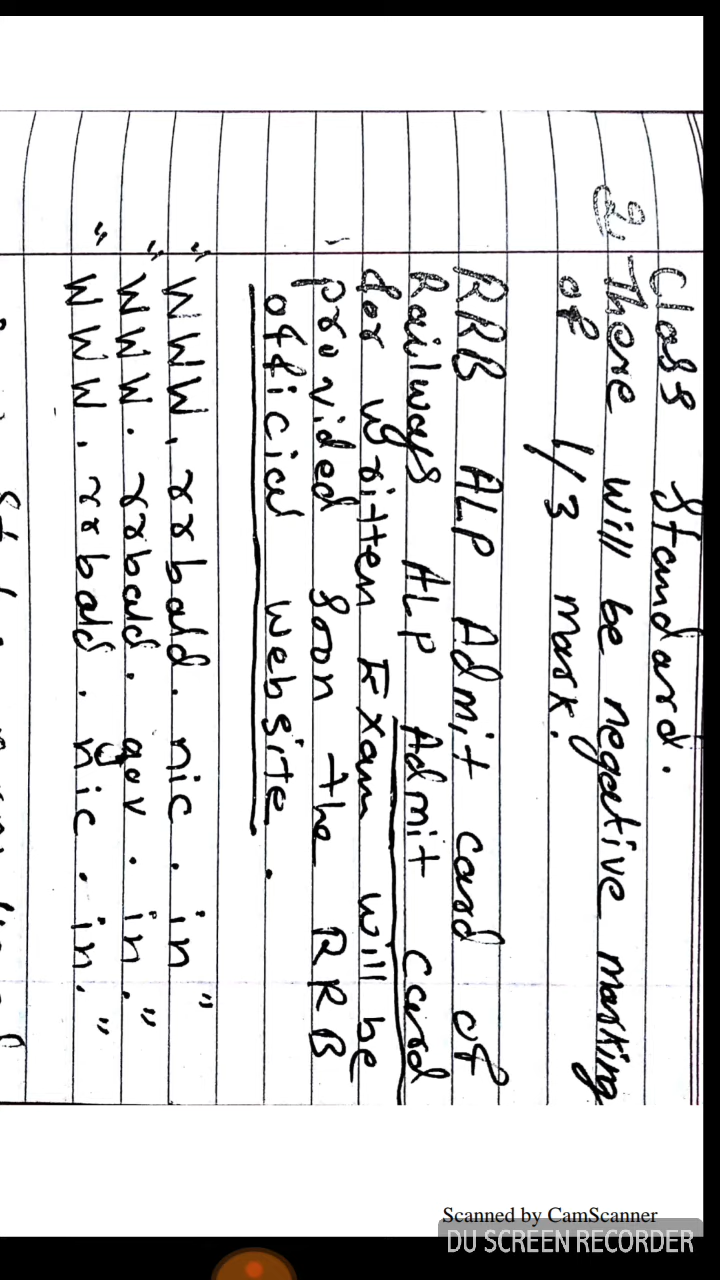 Class Standard.
2, There will be negative marking
of 1/3 mark.
RRB ALP Admit card of
Railways ALP Admit card
for written Exam will be
provided soon the RRB
official website.
"WWW.rrbald.nic.in"
"WWW.rrbald.gov.in."
"WWW.rrbald.nic.in."
Scanned by CamScanner
DU SCREEN RECORDER